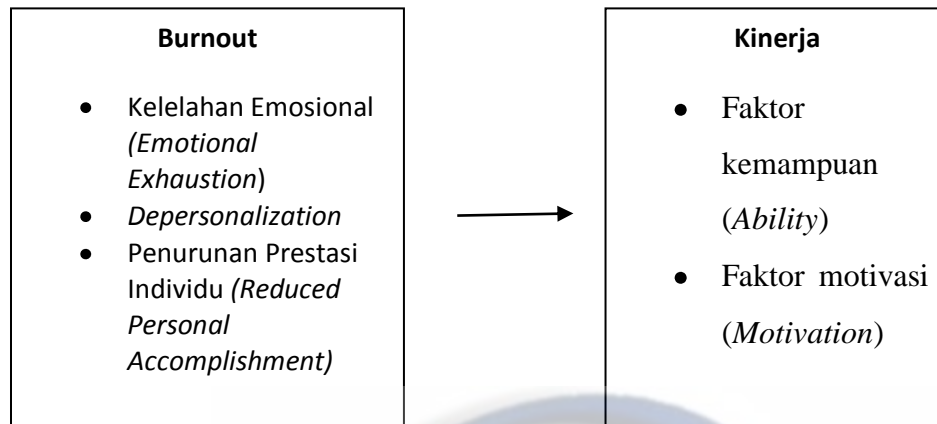 Burnout
• Kelelahan Emosional
(Emotional
Exhaustion)
• Depersonalization
• Penurunan Prestasi
Individu (Reduced
Personal
Accomplishment)
Kinerja
• Faktor
kemampuan
(Ability)
• Faktor motivasi
(Motivation)